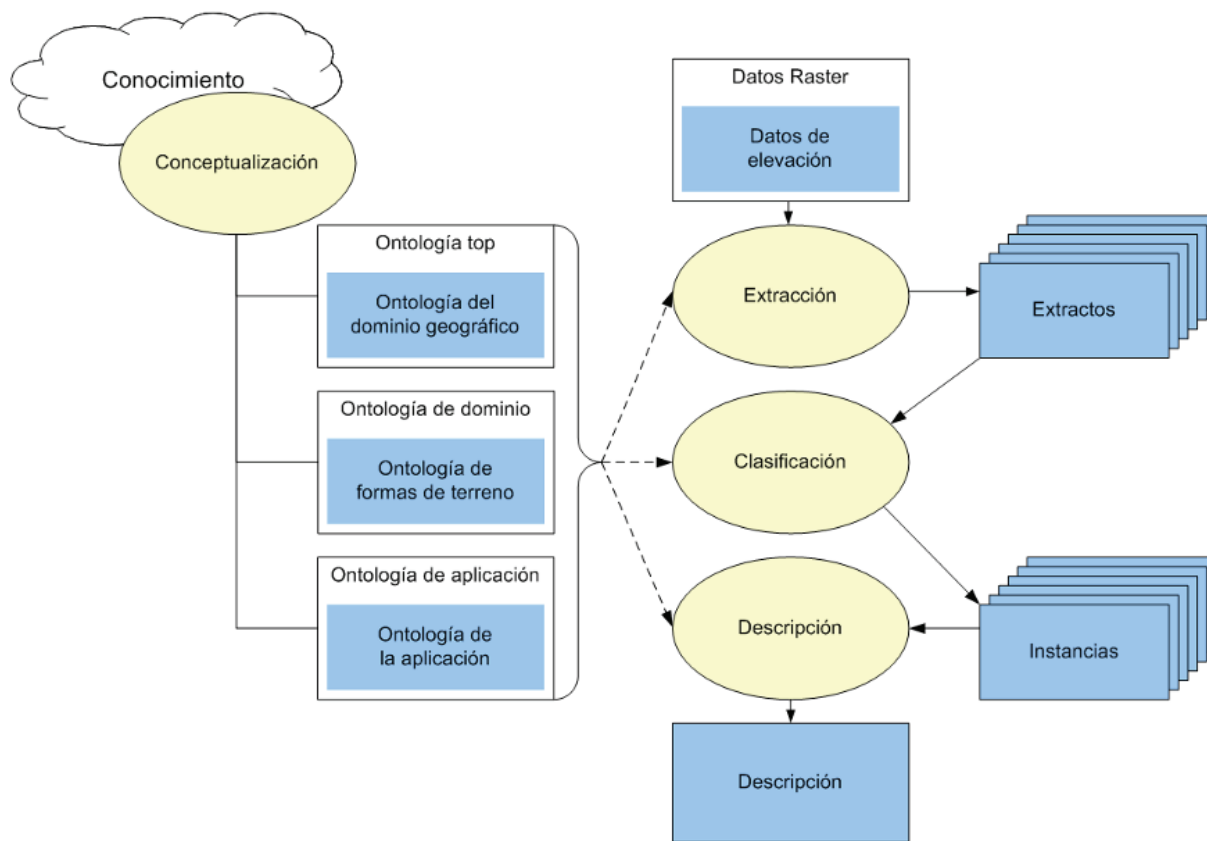 Conocimiento
Conceptualización
Ontología top
Ontología del
dominio geográfico
Ontología de dominio
Ontología de
formas de terreno
Ontología de aplicación
Ontología de
la aplicación
Datos Raster
Datos de
elevación
Extracción
Extractos
Clasificación
Descripción
Instancias
Descripción